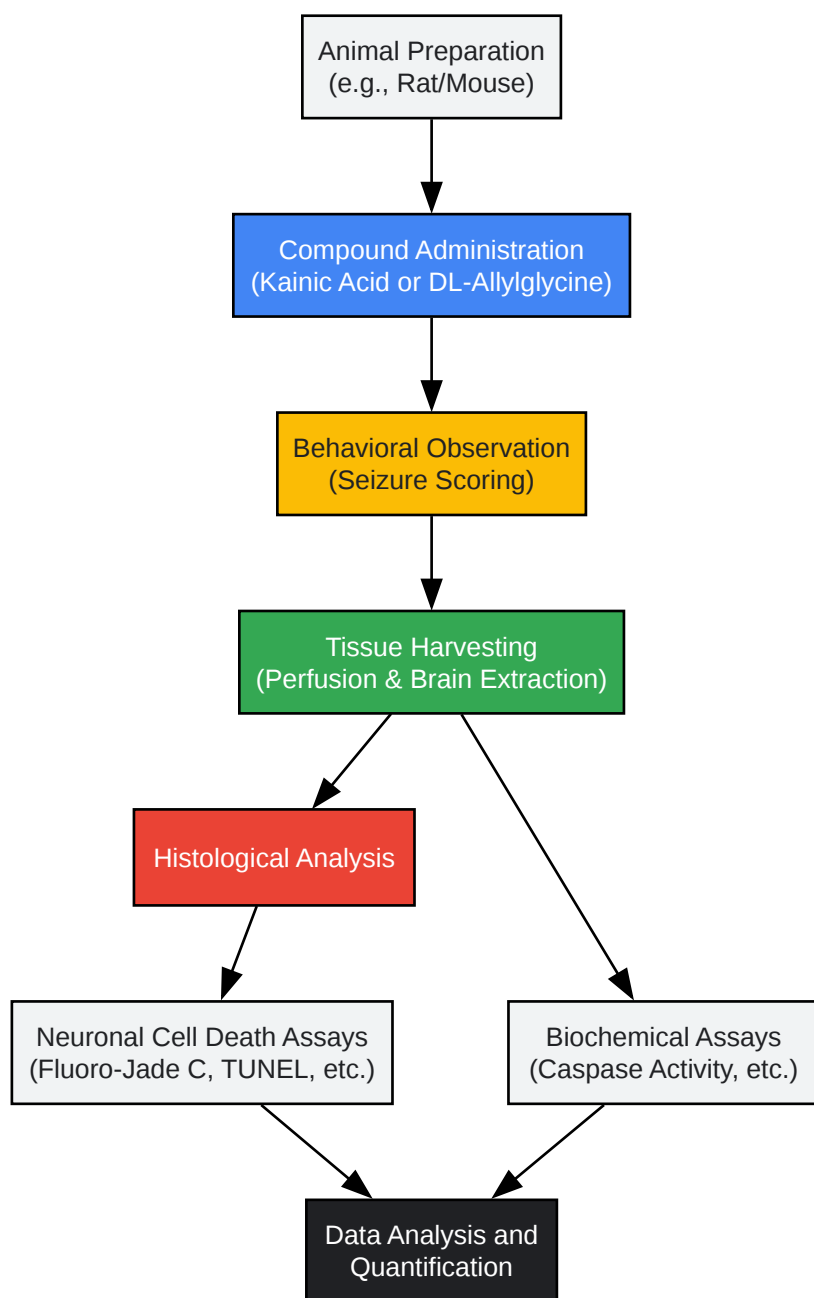 Animal Preparation
(e.g., Rat/Mouse)
Compound Administration
(Kainic Acid or DL-Allylglycine)
Behavioral Observation
(Seizure Scoring)
Tissue Harvesting
(Perfusion & Brain Extraction)
Histological Analysis
Neuronal Cell Death Assays
(Fluoro-Jade C, TUNEL, etc.)
Biochemical Assays
(Caspase Activity, etc.)
Data Analysis and
Quantification